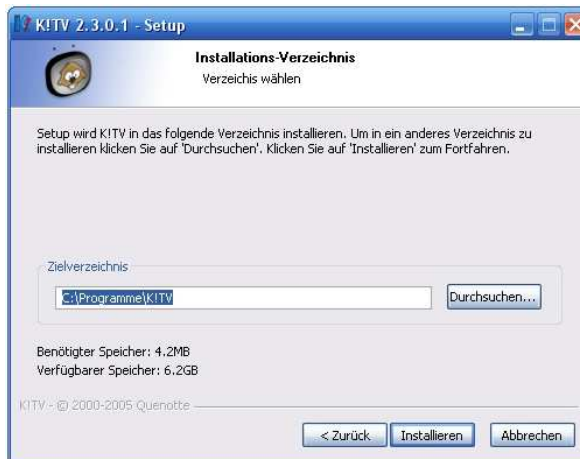 K!TV 2.3.0.1 - Setup
Installations-Verzeichnis
Verzeichis wählen
Setup wird K!TV in das folgende Verzeichnis installieren. Um in ein anderes Verzeichnis zu
installieren klicken Sie auf 'Durchsuchen'. Klicken Sie auf 'Installieren' zum Fortfahren.
Zielverzeichnis
C:\Programme\K!TV
Durchsuchen...
Benötigter Speicher: 4.2MB
Verfügbarer Speicher: 6.2GB
K!TV - © 2000-2005 Quenotte
< Zurück
Installieren
Abbrechen